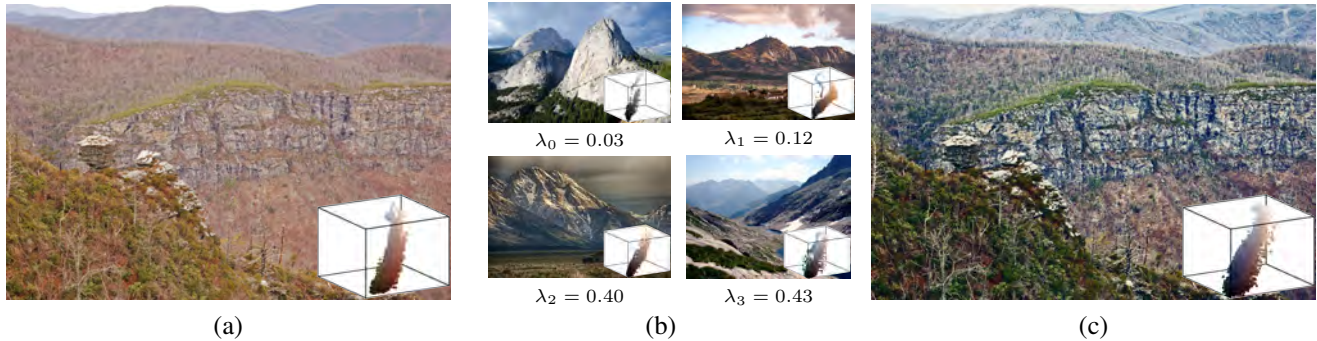 λ₀ = 0.03
λ₁ = 0.12
λ₂ = 0.40
λ₃ = 0.43
(a)
(b)
(c)